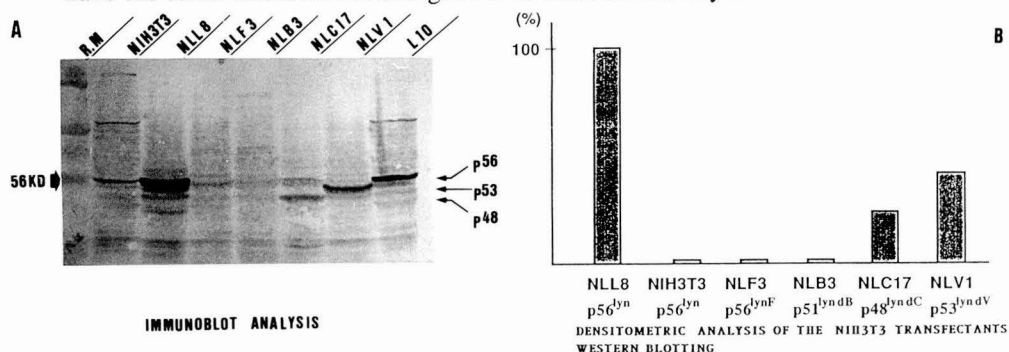 A
R.M
NIH3T3
NLL8
NLF3
NLB3
NLC17
NLV1
L10
56KD
p56
p53
p48
IMMUNOBLOT ANALYSIS
(%)
B
100
NLL8 NIH3T3 NLF3 NLB3 NLC17 NLV1
p56lyn p56lyn p56lynF p51lyndB p48lyndC p53lyndV
DENSITOMETRIC ANALYSIS OF THE NIH3T3 TRANSFECTANTS
WESTERN BLOTTING